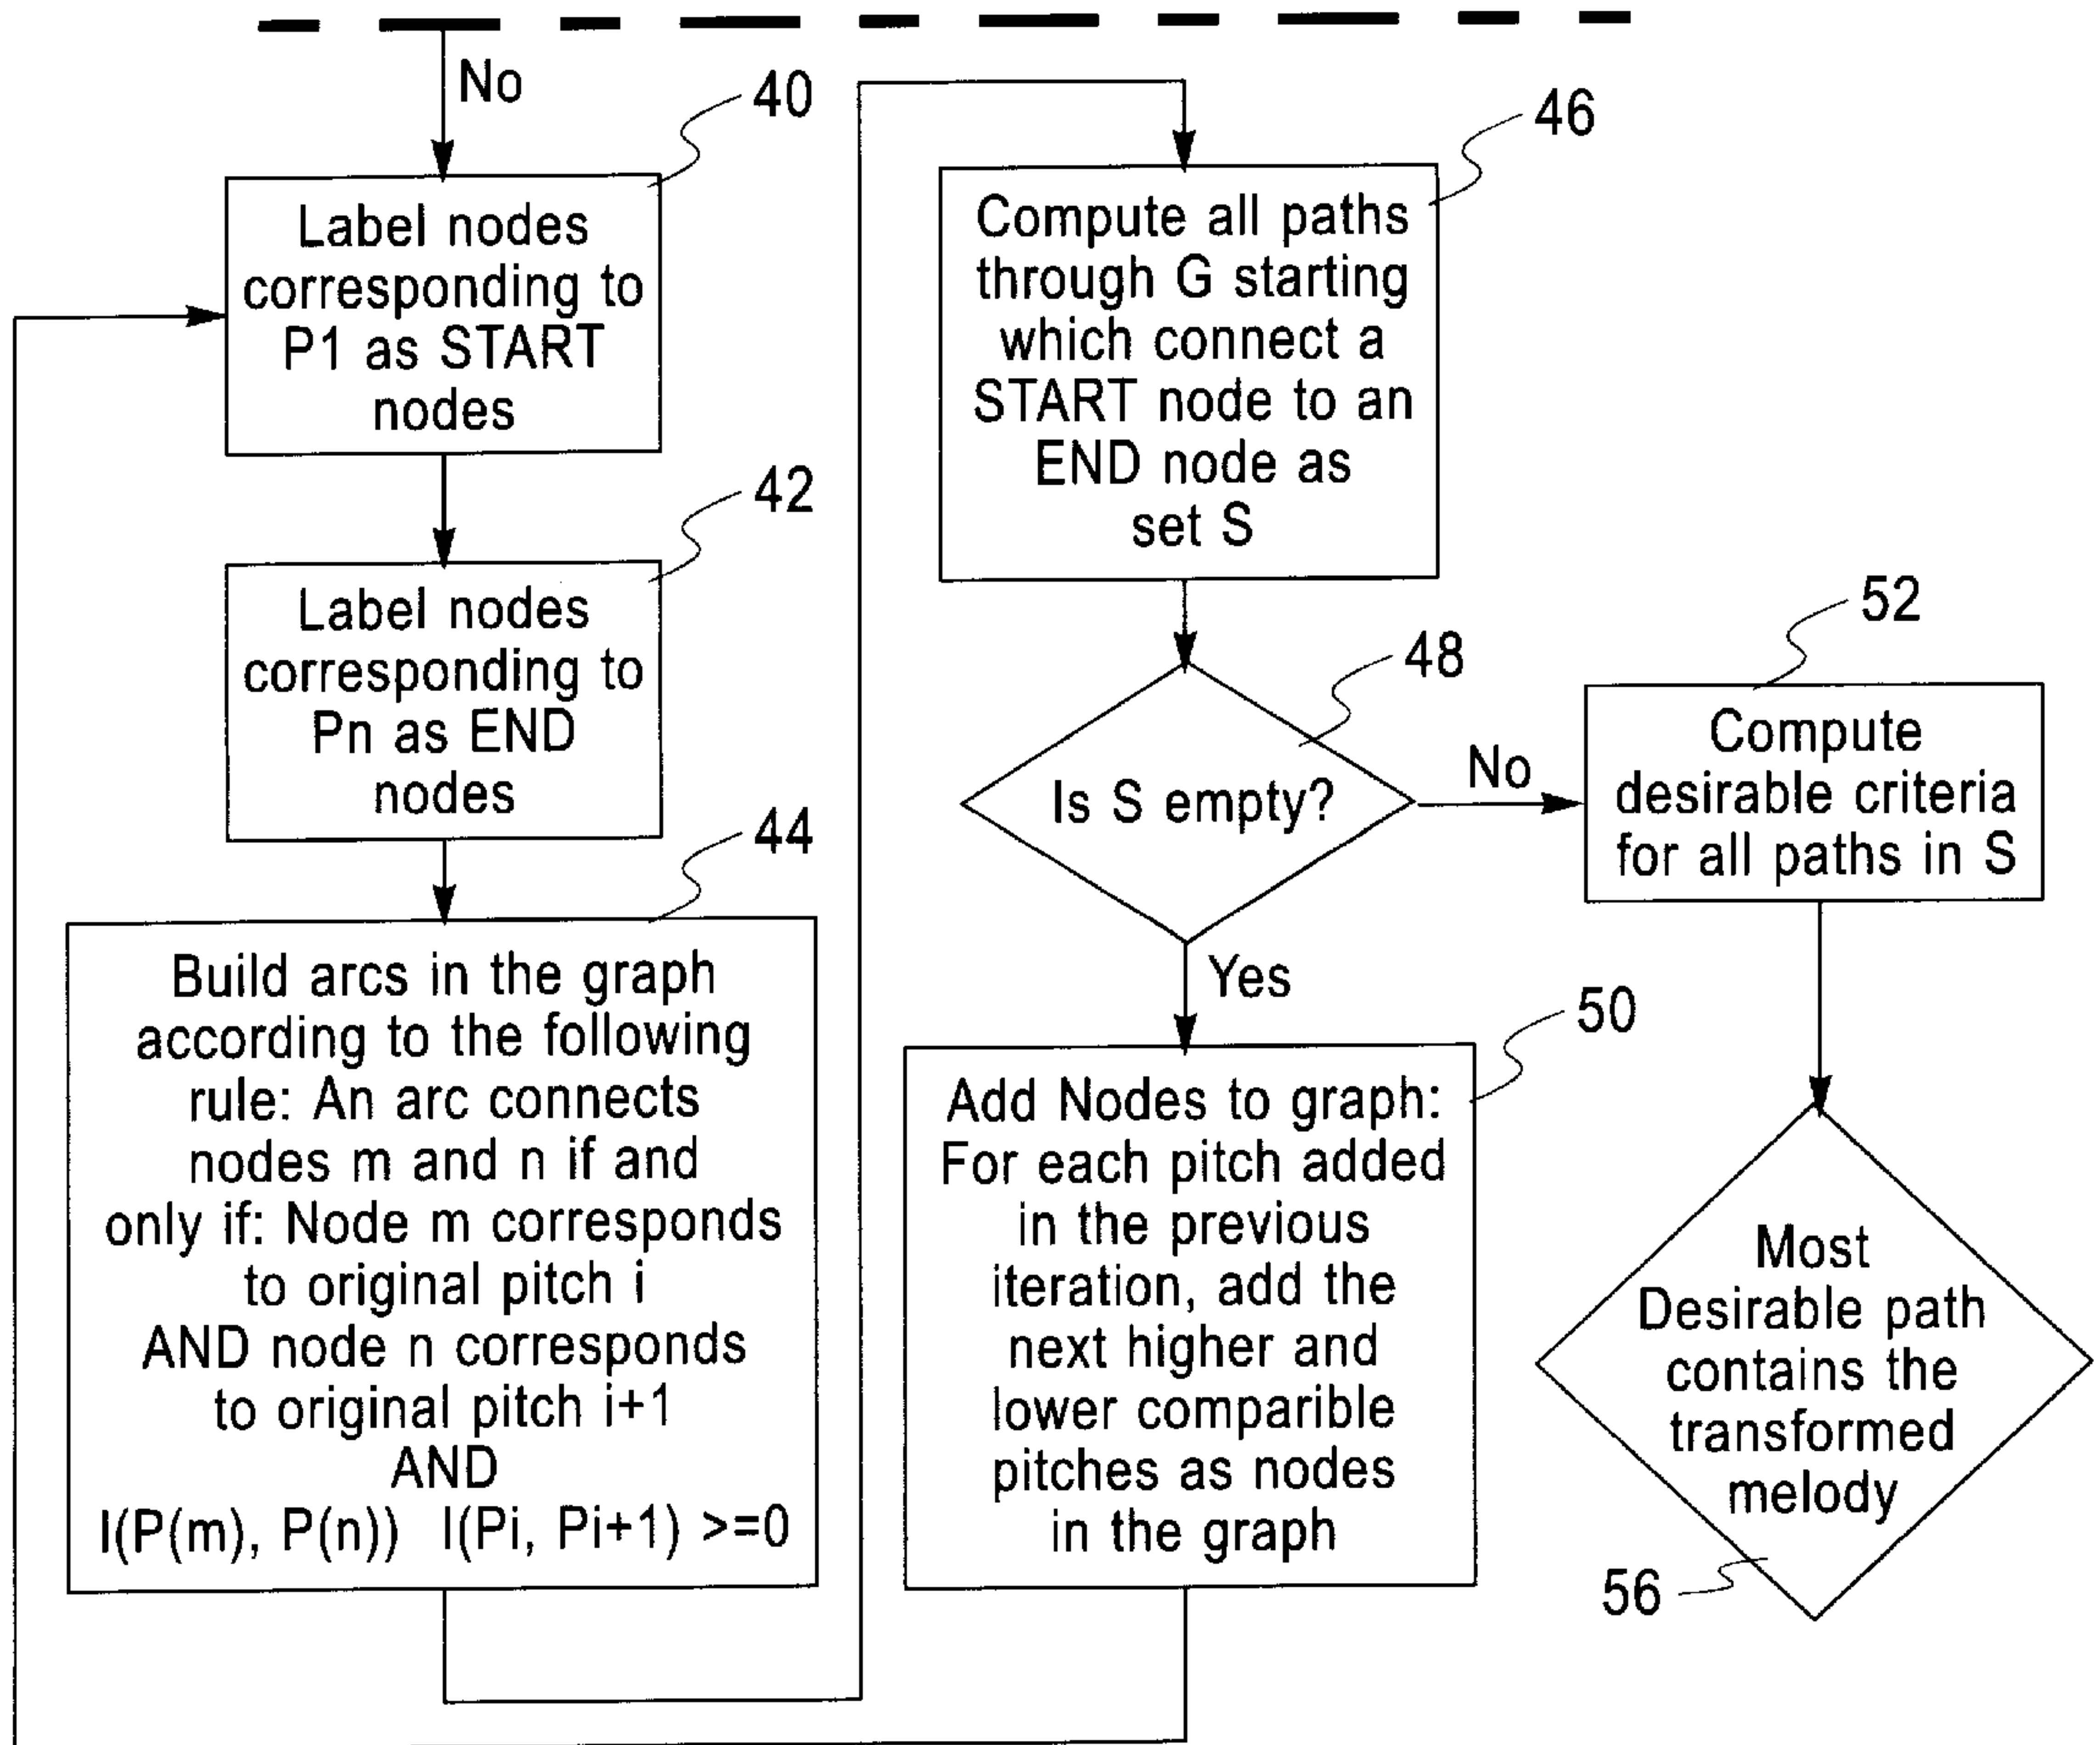 No
40
Label nodes
corresponding to
P1 as START
nodes
42
Label nodes
corresponding to
Pn as END
nodes
44
Build arcs in the graph
according to the following
rule: An arc connects
nodes m and n if and
only if: Node m corresponds
to original pitch i
AND node n corresponds
to original pitch i+1
AND
I(P(m), P(n)) I(Pi, Pi+1) >=0
46
Compute all paths
through G starting
which connect a
START node to an
END node as
set S
48
Is S empty?
No
Yes
50
Add Nodes to graph:
For each pitch added
in the previous
iteration, add the
next higher and
lower comparible
pitches as nodes
in the graph
52
Compute
desirable criteria
for all paths in S
Most
Desirable path
contains the
transformed
melody
56